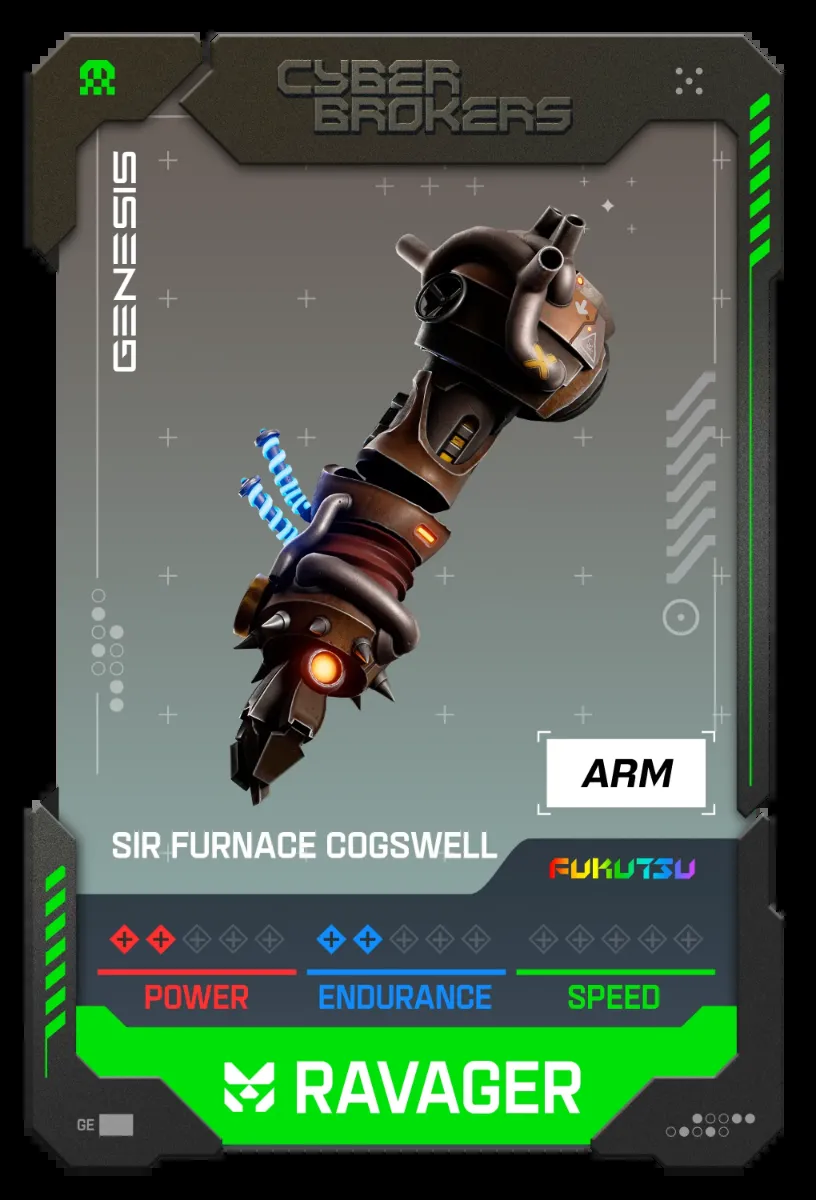 CYBER
BROKERS
GENESIS
ARM
SIR FURNACE COGSWELL
FUKUTSU
POWER
ENDURANCE
SPEED
RAVAGER
GE